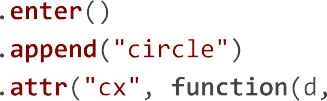 .enter()
.append("circle")
.attr("cx", function(d,